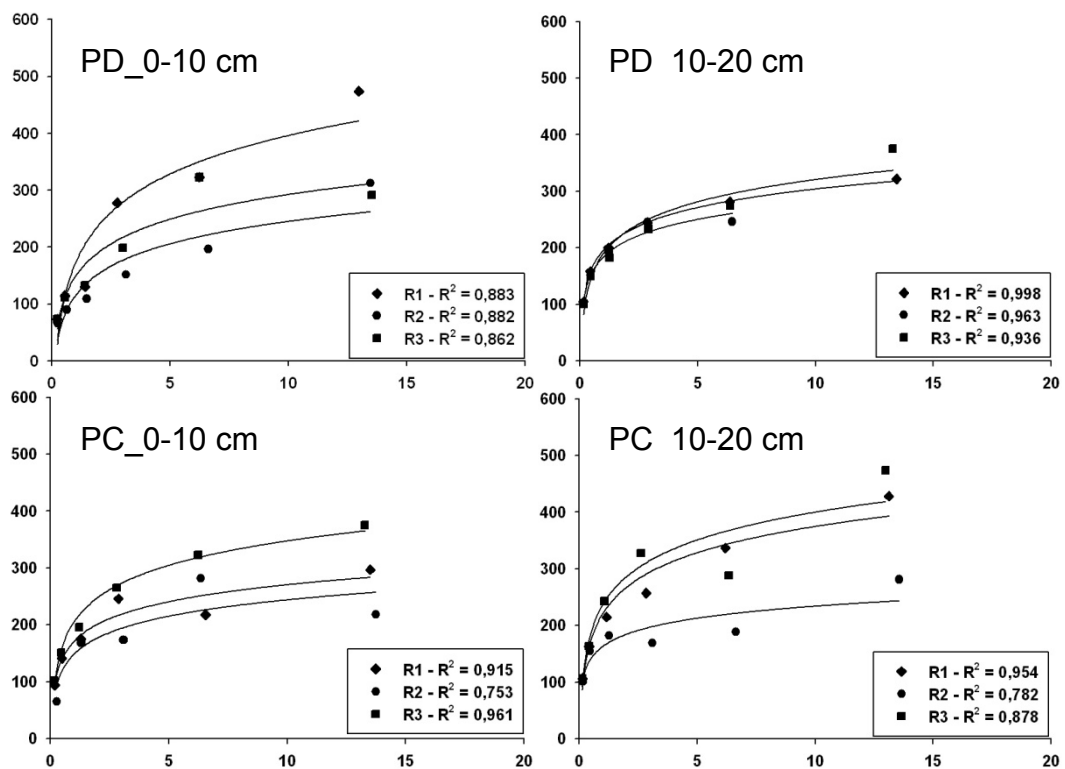 600
500
400
300
200
100
0
PD_0-10 cm
R1 - R² = 0,883
R2 - R² = 0,882
R3 - R² = 0,862
0 5 10 15 20
600
500
400
300
200
100
0
PD 10-20 cm
R1 - R² = 0,998
R2 - R² = 0,963
R3 - R² = 0,936
0 5 10 15 20
600
500
400
300
200
100
0
PC_0-10 cm
R1 - R² = 0,915
R2 - R² = 0,753
R3 - R² = 0,961
0 5 10 15 20
600
500
400
300
200
100
0
PC 10-20 cm
R1 - R² = 0,954
R2 - R² = 0,782
R3 - R² = 0,878
0 5 10 15 20